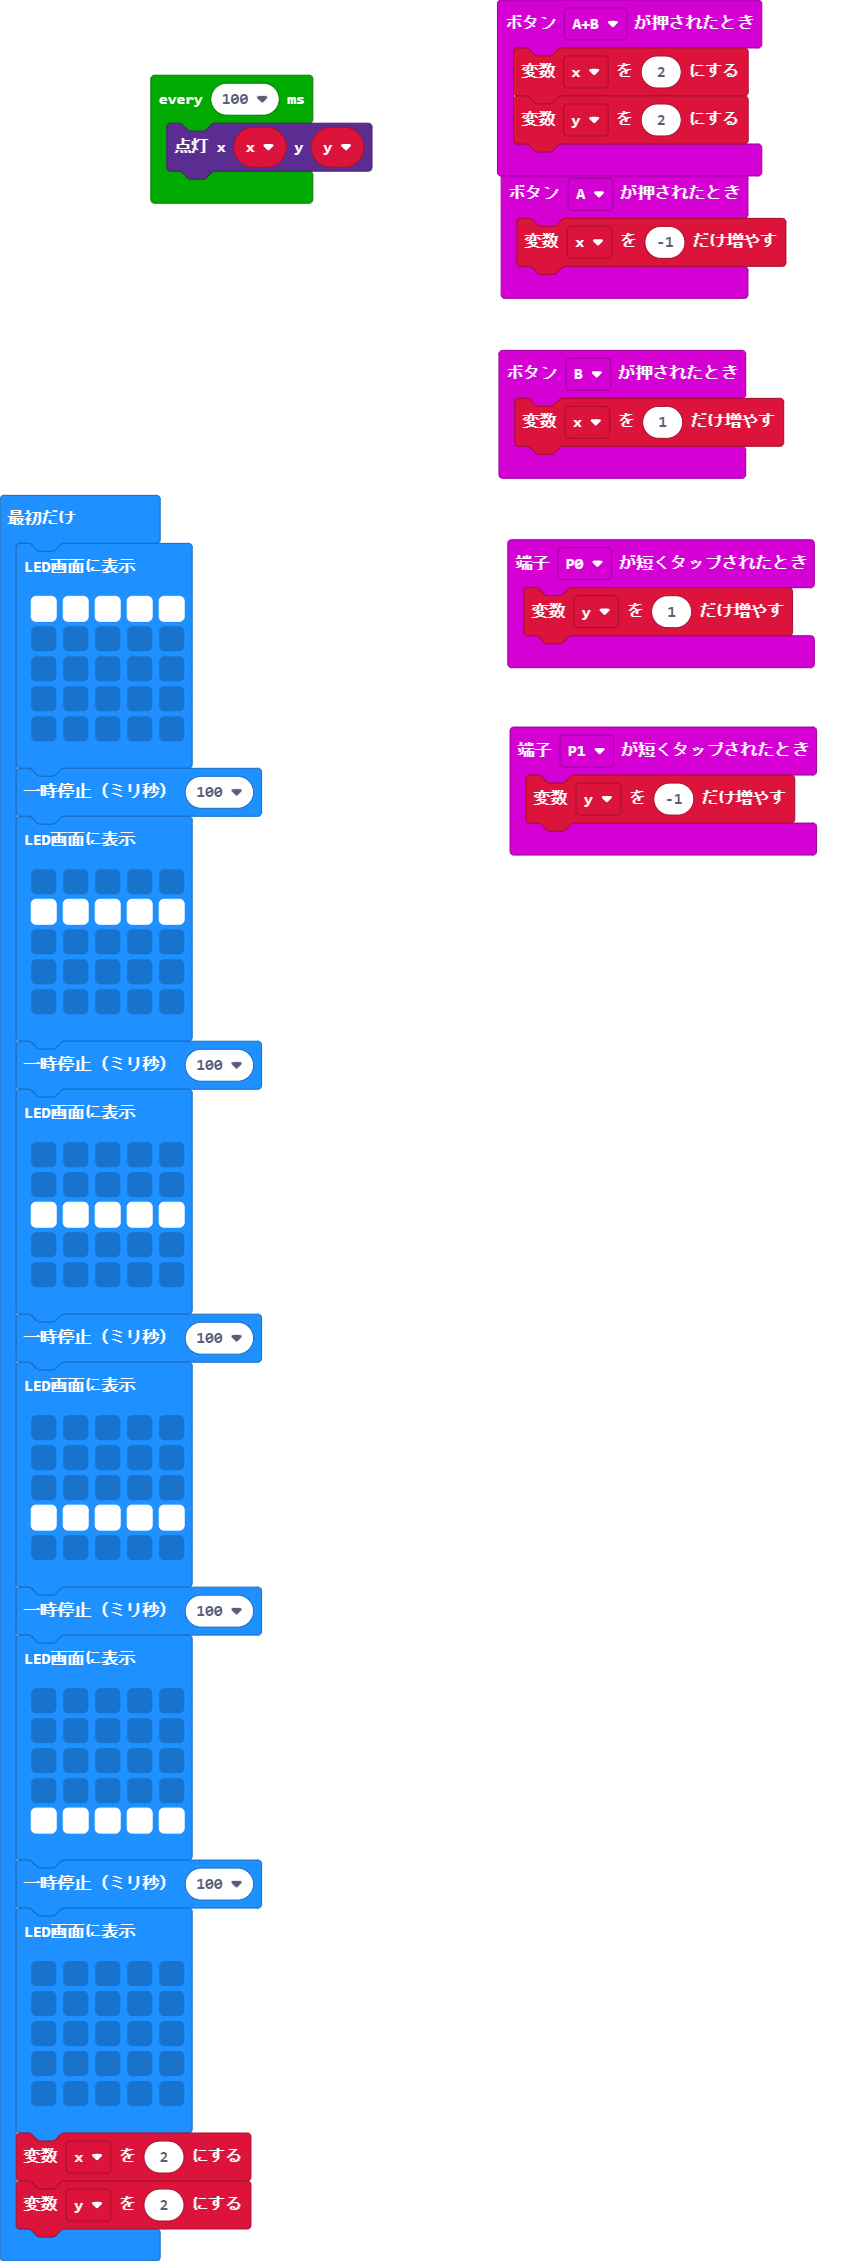 every 100 ms
点灯 x x y y
ボタン A+B が押されたとき
変数 x を 2 にする
変数 y を 2 にする
ボタン A が押されたとき
変数 x を -1 だけ増やす
ボタン B が押されたとき
変数 x を 1 だけ増やす
端子 P0 が短くタップされたとき
変数 y を 1 だけ増やす
端子 P1 が短くタップされたとき
変数 y を -1 だけ増やす
最初だけ
LED画面に表示
一時停止（ミリ秒） 100
LED画面に表示
一時停止（ミリ秒） 100
LED画面に表示
一時停止（ミリ秒） 100
LED画面に表示
一時停止（ミリ秒） 100
LED画面に表示
一時停止（ミリ秒） 100
LED画面に表示
変数 x を 2 にする
変数 y を 2 にする